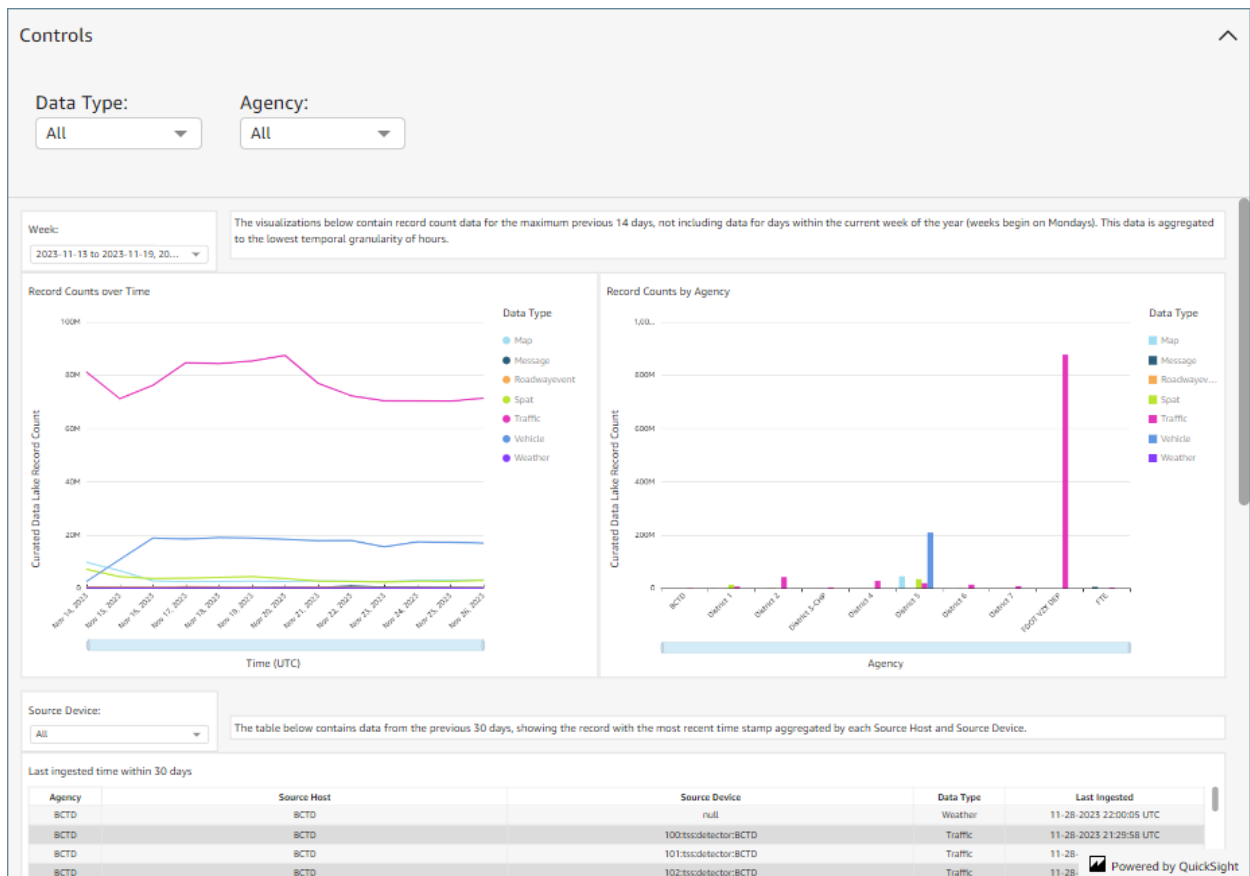 Controls
Data Type:
Agency:
All
All
Week:
2023-11-13 to 2023-11-19, 20...
The visualizations below contain record count data for the maximum previous 14 days, not including data for days within the current week of the year (weeks begin on Mondays). This data is aggregated
to the lowest temporal granularity of hours.
Record Counts over Time
Curated Data Lake Record Count
100M
80M
60M
40M
20M
0
Nov 14, 2023
Nov 15, 2023
Nov 16, 2023
Nov 17, 2023
Nov 18, 2023
Nov 19, 2023
Nov 20, 2023
Nov 21, 2023
Nov 22, 2023
Nov 23, 2023
Nov 24, 2023
Nov 25, 2023
Nov 26, 2023
Time (UTC)
Data Type
Map
Message
Roadwayevent
Spat
Traffic
Vehicle
Weather
Record Counts by Agency
Curated Data Lake Record Count
1,00...
800M
600M
400M
200M
0
BCTD
District 1
District 2
District 3-CHP
District 4
District 5
District 6
District 7
FDOT VZY DEP
FTE
Agency
Data Type
Map
Message
Roadwayev...
Spat
Traffic
Vehicle
Weather
Source Device:
All
The table below contains data from the previous 30 days, showing the record with the most recent time stamp aggregated by each Source Host and Source Device.
Last ingested time within 30 days
Agency Source Host Source Device Data Type Last Ingested
BCTD BCTD null Weather 11-28-2023 22:00:05 UTC
BCTD BCTD 100:tss:detector:BCTD Traffic 11-28-2023 21:29:58 UTC
BCTD BCTD 101:tss:detector:BCTD Traffic 11-28-
BCTD BCTD 102:tss:detector:BCTD Traffic 11-28-
Powered by QuickSight